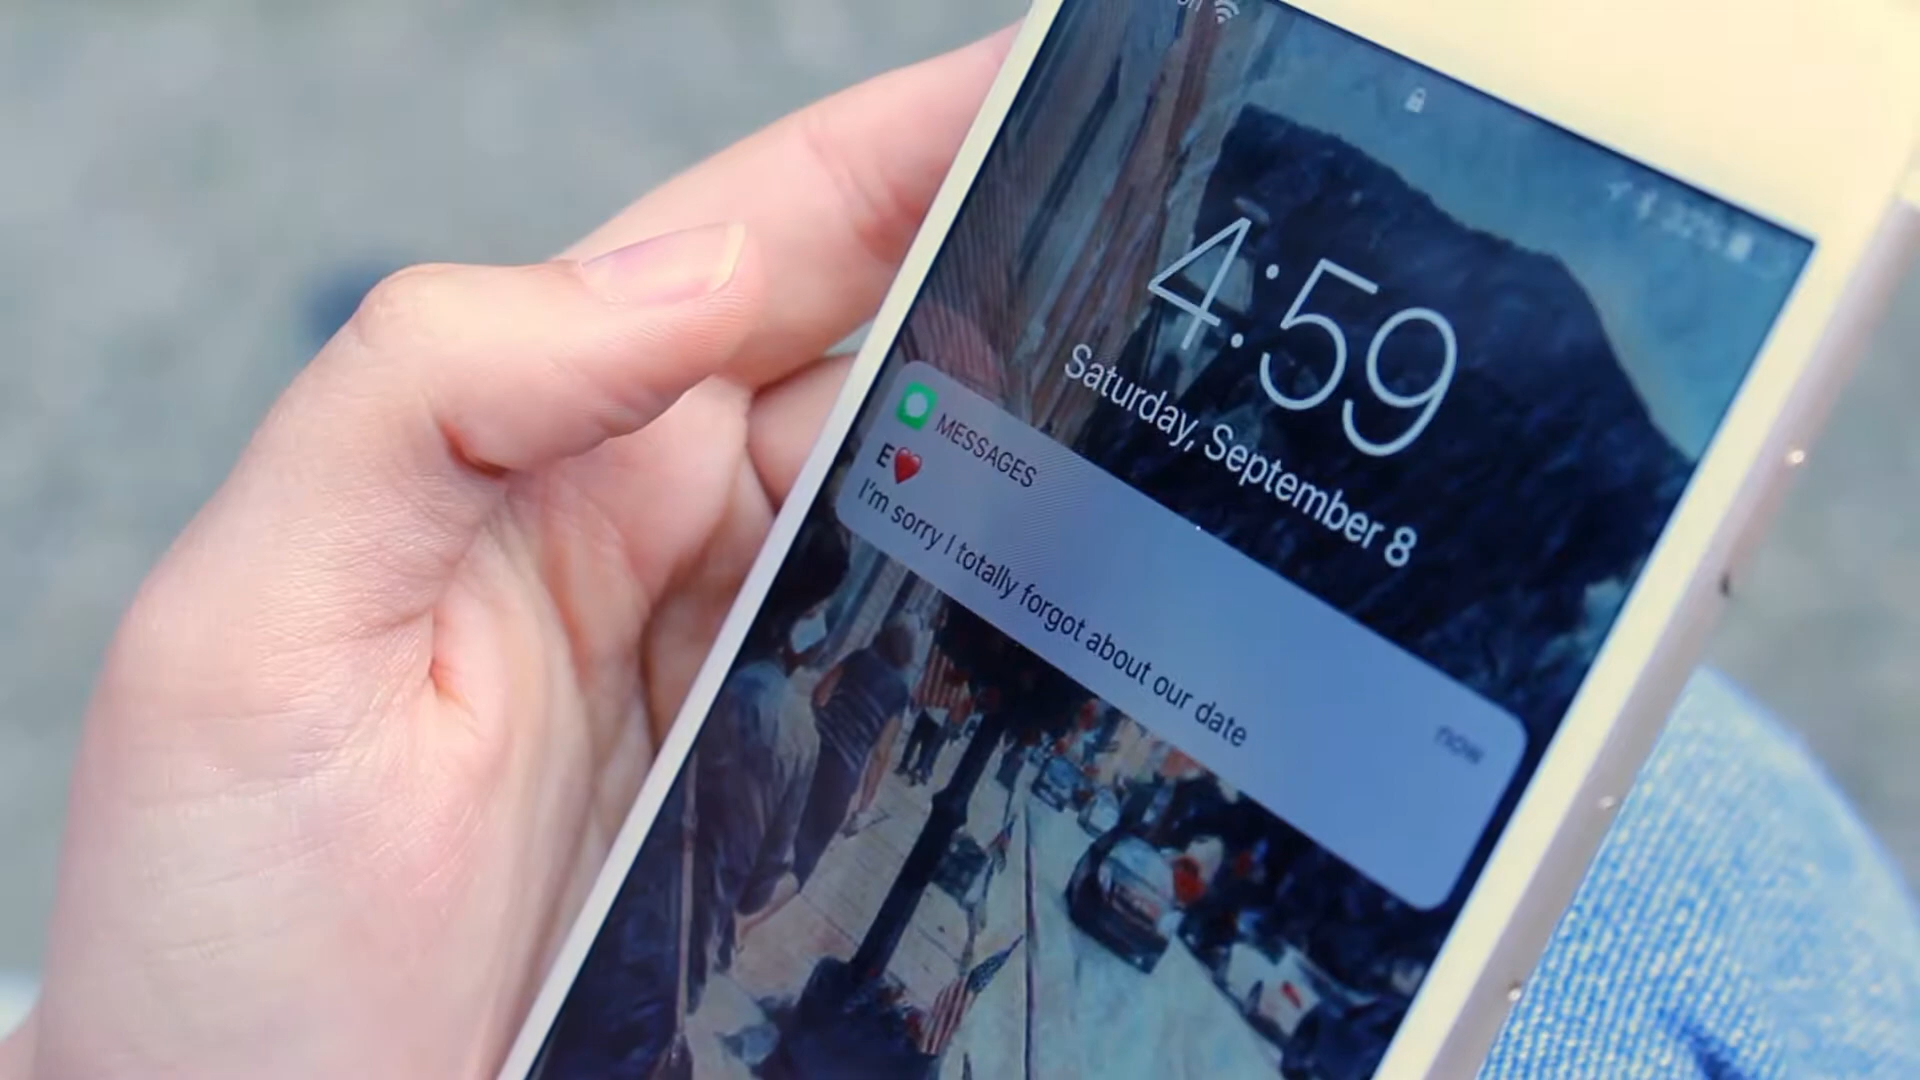 4:59
Saturday, September 8
MESSAGES
now
E❤️
I'm sorry I totally forgot about our date